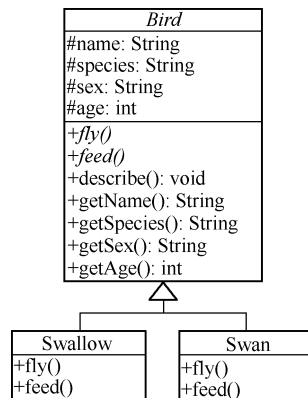 Bird
#name: String
#species: String
#sex: String
#age: int
+fly()
+feed()
+describe(): void
+getName(): String
+getSpecies(): String
+getSex(): String
+getAge(): int
Swallow
+fly()
+feed()
Swan
+fly()
+feed()